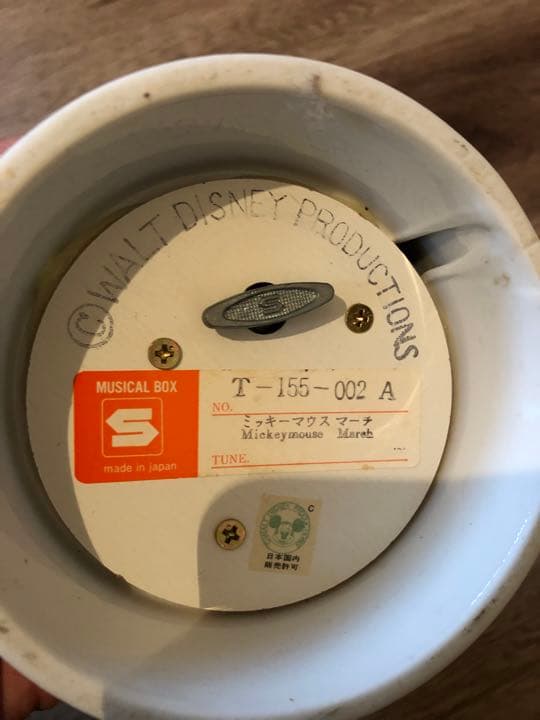 ©WALT DISNEY PRODUCTIONS
S
MUSICAL BOX
S
made in japan
NO.
T-155-002 A
ミッキーマウス マーチ
Mickeymouse March
TUNE.
C
日本国内
販売許可